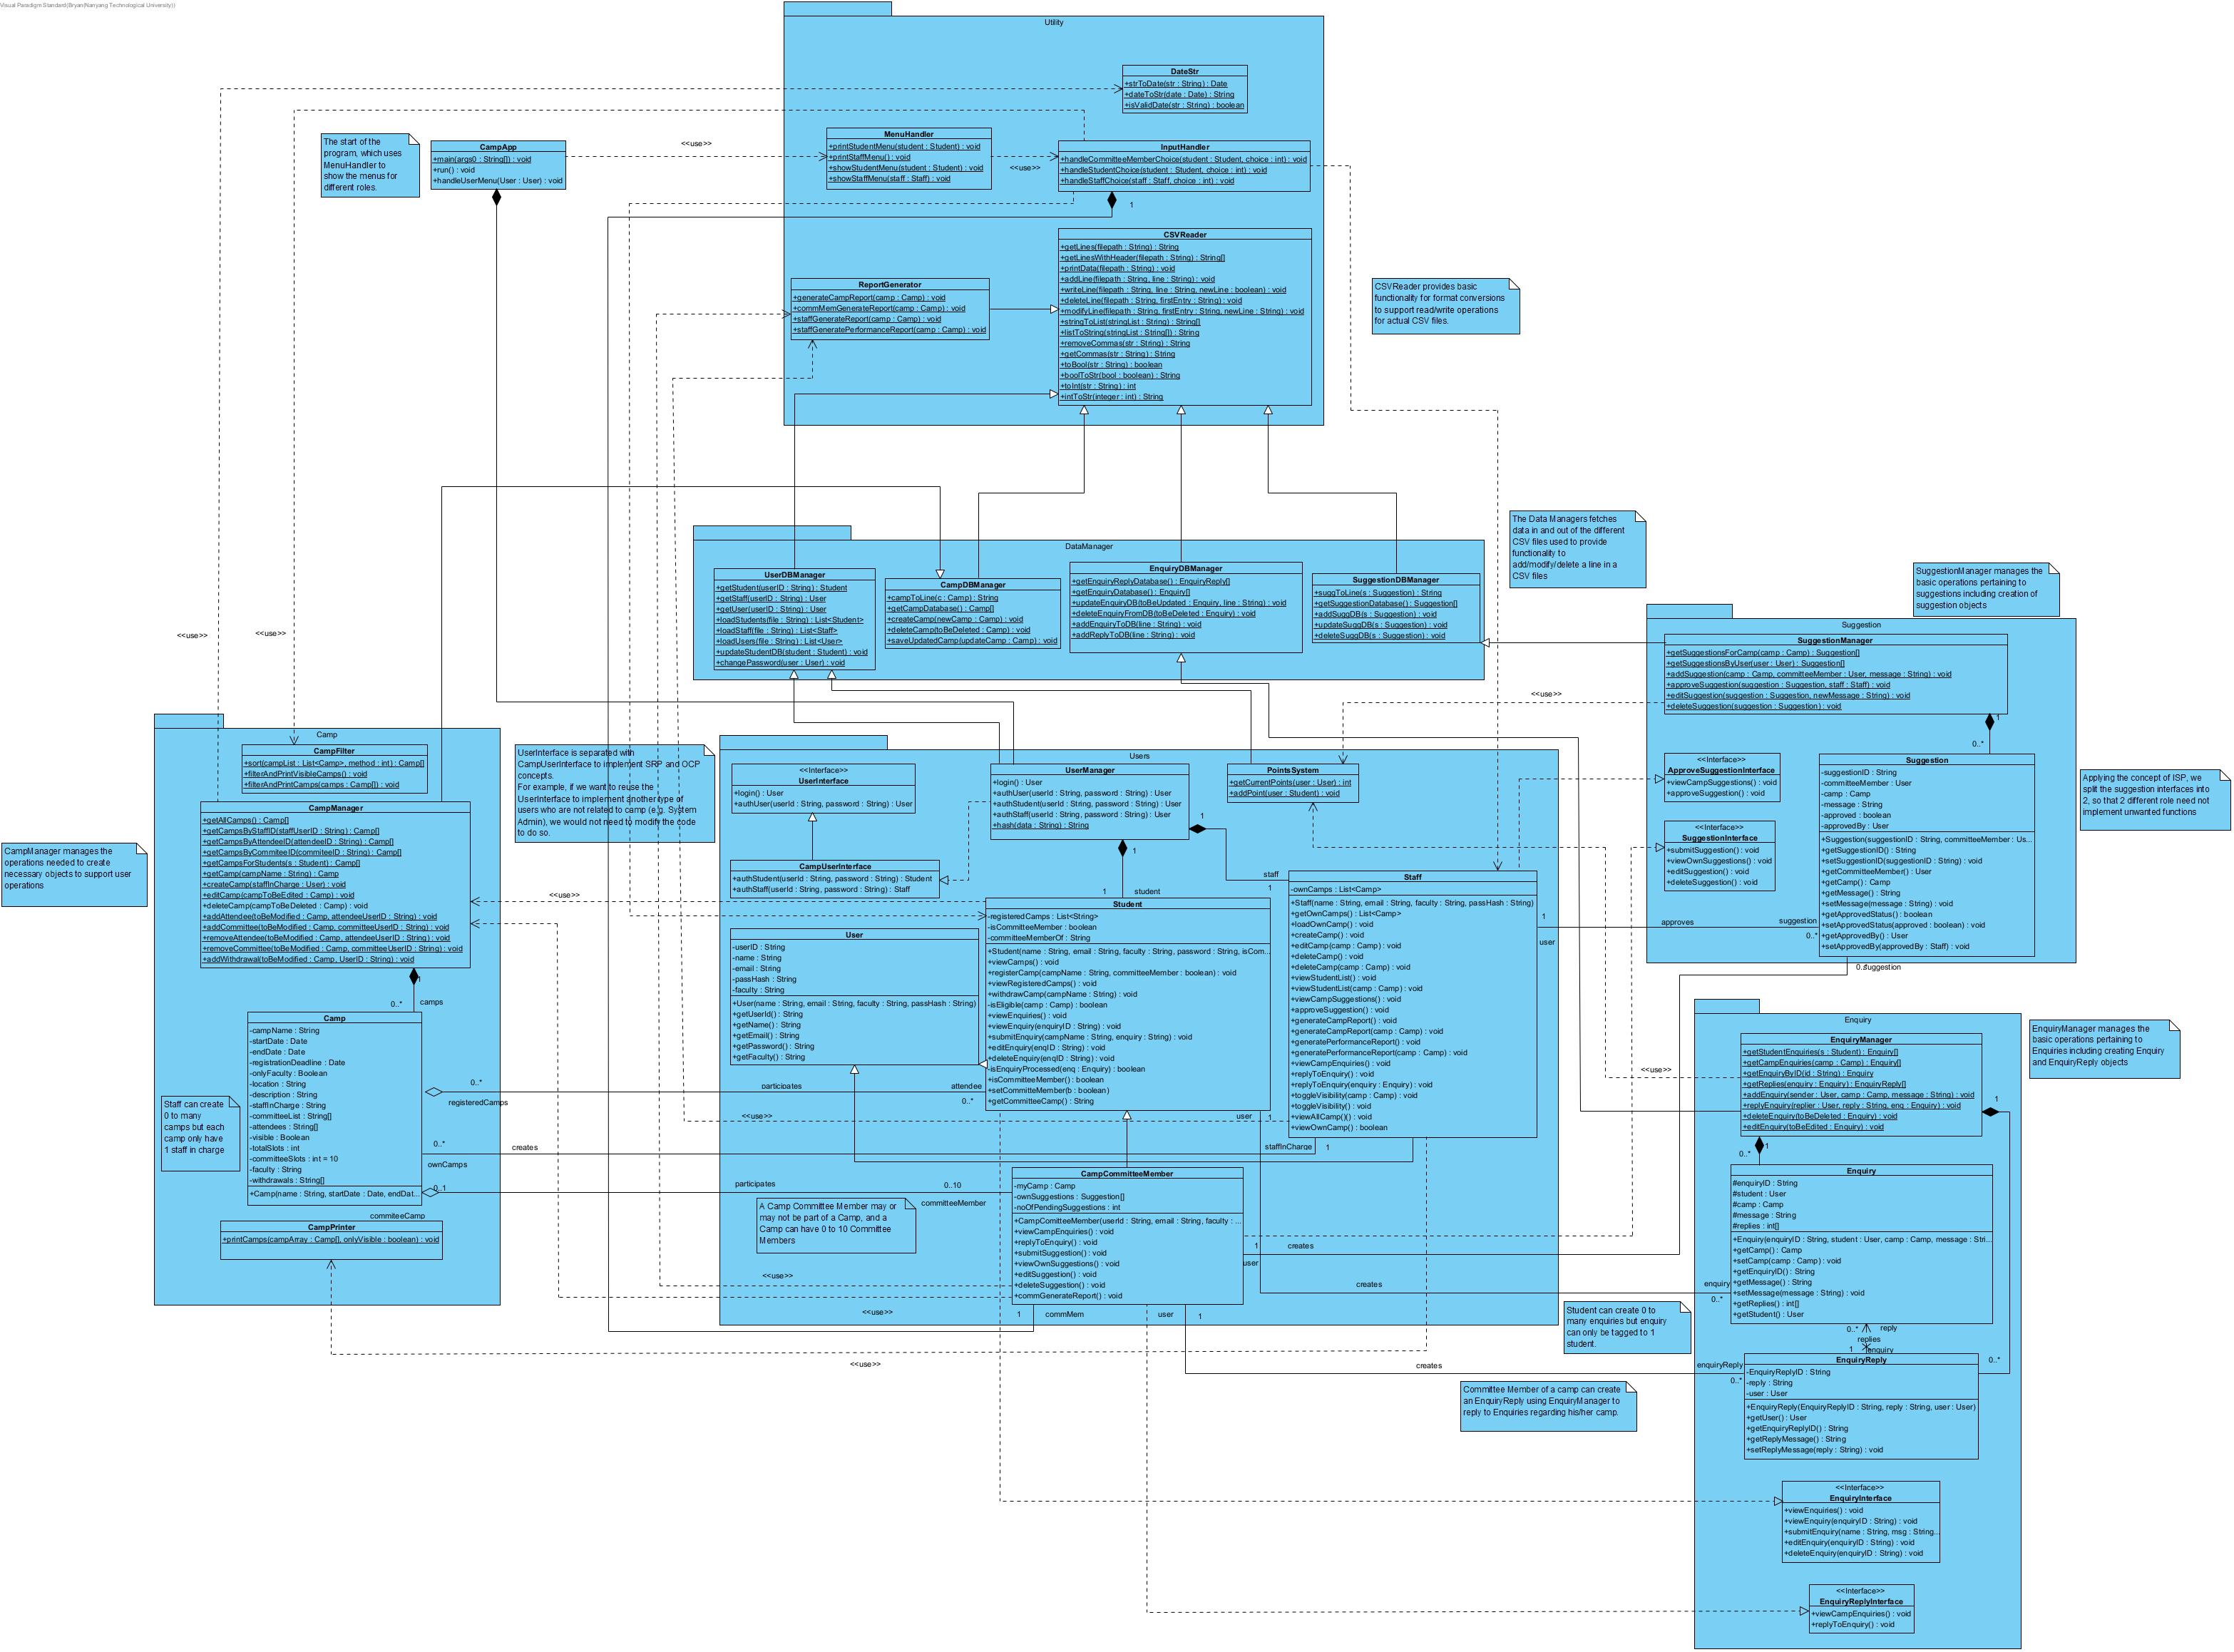 Visual Paradigm Standard(Bryan(Nanyang Technological University))
Utility
DateStr
+strToDate(str : String) : Date
+dateToStr(date : Date) : String
+isValidDate(str : String) : boolean
The start of the
program, which uses
MenuHandler to
show the menus for
different roles.
CampApp
+main(args0 : String[]) : void
+run() : void
+handleUserMenu(User : User) : void
<<use>>
MenuHandler
+printStudentMenu(student : Student) : void
+printStaffMenu() : void
+showStudentMenu(student : Student) : void
+showStaffMenu(staff : Staff) : void
<<use>>
InputHandler
+handleCommitteeMemberChoice(student : Student, choice : int) : void
+handleStudentChoice(student : Student, choice : int) : void
+handleStaffChoice(staff : Staff, choice : int) : void
1
CSVReader
+getLines(filepath : String) : String
+getLinesWithHeader(filepath : String) : String[]
+printData(filepath : String) : void
+addLine(filepath : String, line : String) : void
+writeLine(filepath : String, line : String, newLine : boolean) : void
+deleteLine(filepath : String, firstEntry : String) : void
+modifyLine(filepath : String, firstEntry : String, newLine : String) : void
+stringToList(stringList : String) : String[]
+listToString(stringList : String[]) : String
+removeCommas(str : String) : String
+getCommas(str : String) : String
+toBool(str : String) : boolean
+boolToStr(bool : boolean) : String
+toInt(str : String) : int
+intToStr(integer : int) : String
ReportGenerator
+generateCampReport(camp : Camp) : void
+commMemGenerateReport(camp : Camp) : void
+staffGenerateReport(camp : Camp) : void
+staffGeneratePerformanceReport(camp : Camp) : void
CSVReader provides basic
functionality for format conversions
to support read/write operations
for actual CSV files.
DataManager
UserDBManager
+getStudent(userID : String) : Student
+getStaff(userID : String) : User
+getUser(userID : String) : User
+loadStudents(file : String) : List<Student>
+loadStaff(file : String) : List<Staff>
+loadUsers(file : String) : List<User>
+updateStudentDB(student : Student) : void
+changePassword(user : User) : void
CampDBManager
+campToLine(c : Camp) : String
+getCampDatabase() : Camp[]
+createCamp(newCamp : Camp) : void
+deleteCamp(toBeDeleted : Camp) : void
+saveUpdatedCamp(updateCamp : Camp) : void
EnquiryDBManager
+getEnquiryReplyDatabase() : EnquiryReply[]
+getEnquiryDatabase() : Enquiry[]
+updateEnquiryDB(toBeUpdated : Enquiry, line : String) : void
+deleteEnquiryFromDB(toBeDeleted : Enquiry) : void
+addEnquiryToDB(line : String) : void
+addReplyToDB(line : String) : void
SuggestionDBManager
+suggToLine(s : Suggestion) : String
+getSuggestionDatabase() : Suggestion[]
+addSuggDB(s : Suggestion) : void
+updateSuggDB(s : Suggestion) : void
+deleteSuggDB(s : Suggestion) : void
The Data Managers fetches
data in and out of the different
CSV files used to provide
functionality to
add/modify/delete a line in a
CSV files
SuggestionManager manages the
basic operations pertaining to
suggestions including creation of
suggestion objects
<<use>>
<<use>>
<<use>>
Suggestion
SuggestionManager
+getSuggestionsForCamp(camp : Camp) : Suggestion[]
+getSuggestionsByUser(user : User) : Suggestion[]
+addSuggestion(camp : Camp, committeeMember : User, message : String) : void
+approveSuggestion(suggestion : Suggestion, staff : Staff) : void
+editSuggestion(suggestion : Suggestion, newMessage : String) : void
+deleteSuggestion(suggestion : Suggestion) : void
1
0..*
<<Interface>>
ApproveSuggestionInterface
+viewCampSuggestions() : void
+approveSuggestion() : void
<<Interface>>
SuggestionInterface
+submitSuggestion() : void
+viewOwnSuggestions() : void
+editSuggestion() : void
+deleteSuggestion() : void
Suggestion
-suggestionID : String
-committeeMember : User
-camp : Camp
-message : String
-approved : boolean
-approvedBy : User
+Suggestion(suggestionID : String, committeeMember : Us...
+getSuggestionID() : String
+setSuggestionID(suggestionID : String) : void
+getCommitteeMember() : User
+getCamp() : Camp
+getMessage() : String
+setMessage(message : String) : void
+getApprovedStatus() : boolean
+setApprovedStatus(approved : boolean) : void
+getApprovedBy() : User
+setApprovedBy(approvedBy : Staff) : void
Applying the concept of ISP, we
split the suggestion interfaces into
2, so that 2 different role need not
implement unwanted functions
Camp
CampFilter
+sort(campList : List<Camp>, method : int) : Camp[]
+filterAndPrintVisibleCamps() : void
+filterAndPrintCamps(camps : Camp[]) : void
CampManager
+getAllCamps() : Camp[]
+getCampsByStaffID(staffUserID : String) : Camp[]
+getCampsByAttendeeID(attendeeID : String) : Camp[]
+getCampsByCommiteeID(commiteeID : String) : Camp[]
+getCampsForStudents(s : Student) : Camp[]
+getCamp(campName : String) : Camp
+createCamp(staffInCharge : User) : void
+editCamp(campToBeEdited : Camp) : void
+deleteCamp(campToBeDeleted : Camp) : void
+addAttendee(toBeModified : Camp, attendeeUserID : String) : void
+addCommittee(toBeModified : Camp, committeeUserID : String) : void
+removeAttendee(toBeModified : Camp, attendeeUserID : String) : void
+removeCommittee(toBeModified : Camp, committeeUserID : String) : void
+addWithdrawal(toBeModified : Camp, UserID : String) : void
CampManager manages the
operations needed to create
necessary objects to support user
operations
1
0..*
camps
Camp
-campName : String
-startDate : Date
-endDate : Date
-registrationDeadline : Date
-onlyFaculty : Boolean
-location : String
-description : String
-staffInCharge : String
-committeeList : String[]
-attendees : String[]
-visible : Boolean
-totalSlots : int
-committeeSlots : int = 10
-faculty : String
-withdrawals : String[]
+Camp(name : String, startDate : Date, endDat...
Staff can create
0 to many
camps but each
camp only have
1 staff in charge
CampPrinter
+printCamps(campArray : Camp[], onlyVisible : boolean) : void
UserInterface is separated with
CampUserInterface to implement SRP and OCP
concepts.
For example, if we want to reuse the
UserInterface to implement another type of
users who are not related to camp (e.g. System
Admin), we would not need to modify the code
to do so.
Users
<<Interface>>
UserInterface
+login() : User
+authUser(userId : String, password : String) : User
CampUserInterface
+authStudent(userId : String, password : String) : Student
+authStaff(userId : String, password : String) : Staff
UserManager
+login() : User
+authUser(userId : String, password : String) : User
+authStudent(userId : String, password : String) : User
+authStaff(userId : String, password : String) : User
+hash(data : String) : String
PointsSystem
+getCurrentPoints(user : User) : int
+addPoint(user : Student) : void
1
staff
1
1
1
student
<<use>>
User
-userID : String
-name : String
-email : String
-passHash : String
-faculty : String
+User(name : String, email : String, faculty : String, passHash : String)
+getUserId() : String
+getName() : String
+getEmail() : String
+getPassword() : String
+getFaculty() : String
Student
-registeredCamps : List<String>
-isCommitteeMember : boolean
-committeeMemberOf : String
+Student(name : String, email : String, faculty : String, password : String, isCom...
+viewCamps() : void
+registerCamp(campName : String, committeeMember : boolean) : void
+viewRegisteredCamps() : void
+withdrawCamp(campName : String) : void
-isEligible(camp : Camp) : boolean
+viewEnquiries() : void
+viewEnquiry(enquiryID : String) : void
+submitEnquiry(campName : String, enquiry : String) : void
+editEnquiry(enqID : String) : void
+deleteEnquiry(enqID : String) : void
-isEnquiryProcessed(enq : Enquiry) : boolean
+isCommitteeMember() : boolean
+setCommitteMember(b : boolean)
+getCommitteeCamp() : String
Staff
-ownCamps : List<Camp>
+Staff(name : String, email : String, faculty : String, passHash : String)
+getOwnCamps() : List<Camp>
+loadOwnCamp() : void
+createCamp() : void
+editCamp(camp : Camp) : void
+deleteCamp() : void
+deleteCamp(camp : Camp) : void
+viewStudentList() : void
+viewStudentList(camp : Camp) : void
+viewCampSuggestions() : void
+approveSuggestion() : void
+generateCampReport() : void
+generateCampReport(camp : Camp) : void
+generatePerformanceReport() : void
+generatePerformanceReport(camp : Camp) : void
+viewCampEnquiries() : void
+replyToEnquiry() : void
+replyToEnquiry(enquiry : Enquiry) : void
+toggleVisibility(camp : Camp) : void
+toggleVisibility() : void
+viewAllCamp()() : void
+viewOwnCamp() : boolean
1
user
approves
suggestion
0..*
0..*
suggestion
0..*
registeredCamps
participates
attendee
0..*
<<use>>
user
1
0..*
ownCamps
creates
staffInCharge
1
0..1
commiteeCamp
participates
0..10
committeeMember
A Camp Committee Member may or
may not be part of a Camp, and a
Camp can have 0 to 10 Committee
Members
CampCommitteeMember
-myCamp : Camp
-ownSuggestions : Suggestion[]
-noOfPendingSuggestions : int
+CampComitteeMember(userId : String, email : String, faculty : ...
+viewCampEnquiries() : void
+replyToEnquiry() : void
+submitSuggestion() : void
+viewOwnSuggestions() : void
+editSuggestion() : void
+deleteSuggestion() : void
+commGenerateReport() : void
1
user
creates
creates
<<use>>
<<use>>
1
commMem
user
1
<<use>>
creates
Enquiry
EnquiryManager
+getStudentEnquiries(s : Student) : Enquiry[]
+getCampEnquiries(camp : Camp) : Enquiry[]
+getEnquiryByID(id : String) : Enquiry
+getReplies(enquiry : Enquiry) : EnquiryReply[]
+addEnquiry(sender : User, camp : Camp, message : String) : void
+replyEnquiry(replier : User, reply : String, enq : Enquiry) : void
+deleteEnquiry(toBeDeleted : Enquiry) : void
+editEnquiry(toBeEdited : Enquiry) : void
EnquiryManager manages the
basic operations pertaining to
Enquiries including creating Enquiry
and EnquiryReply objects
<<use>>
1
1
0..*
Enquiry
#enquiryID : String
#student : User
#camp : Camp
#message : String
#replies : int[]
+Enquiry(enquiryID : String, student : User, camp : Camp, message : Stri...
+getCamp() : Camp
+setCamp(camp : Camp) : void
+getEnquiryID() : String
+getMessage() : String
+setMessage(message : String) : void
+getReplies() : int[]
+getStudent() : User
enquiry
0..*
Student can create 0 to
many enquiries but enquiry
can only be tagged to 1
student.
0..*
reply
replies
1
enquiry
0..*
EnquiryReply
-EnquiryReplyID : String
-reply : String
-user : User
+EnquiryReply(EnquiryReplyID : String, reply : String, user : User)
+getUser() : User
+getEnquiryReplyID() : String
+getReplyMessage() : String
+setReplyMessage(reply : String) : void
enquiryReply
0..*
Committee Member of a camp can create
an EnquiryReply using EnquiryManager to
reply to Enquiries regarding his/her camp.
<<Interface>>
EnquiryInterface
+viewEnquiries() : void
+viewEnquiry(enquiryID : String) : void
+submitEnquiry(name : String, msg : String...
+editEnquiry(enquiryID : String) : void
+deleteEnquiry(enquiryID : String) : void
<<Interface>>
EnquiryReplyInterface
+viewCampEnquiries() : void
+replyToEnquiry() : void